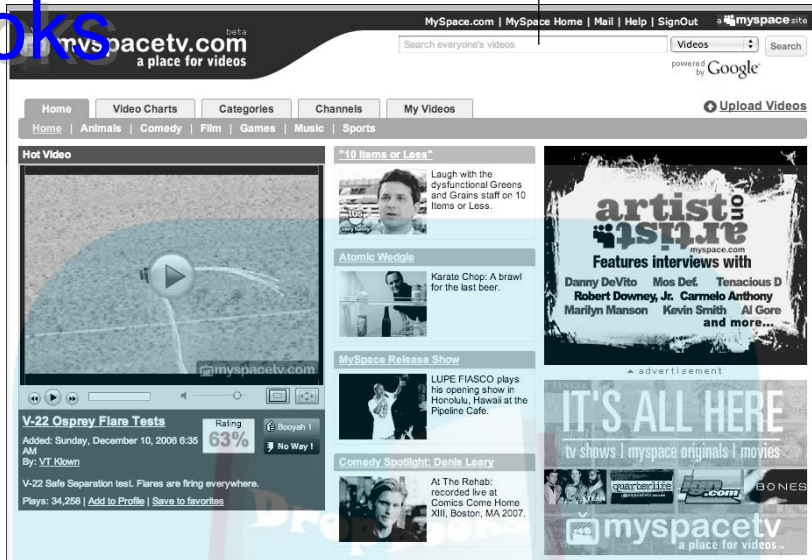 MySpace.com | MySpace Home | Mail | Help | SignOut
a myspace site
beta
myspacetv.com
a place for videos
Search everyone's videos
Videos
Search
powered by Google
Home
Video Charts
Categories
Channels
My Videos
Upload Videos
Home | Animals | Comedy | Film | Games | Music | Sports
Hot Video
myspacetv.com
V-22 Osprey Flare Tests
Added: Sunday, December 10, 2006 6:35
AM
By: VT Klown
Rating
63%
Booyah !
No Way !
V-22 Safe Separation test. Flares are firing everywhere.
Plays: 34,258 | Add to Profile | Save to favorites
"10 Items or Less"
tbs
very funny
Laugh with the
dysfunctional Greens
and Grains staff on 10
Items or Less.
Atomic Wedgie
Karate Chop: A brawl
for the last beer.
MySpace Release Show
LUPE FIASCO plays
his opening show in
Honolulu, Hawaii at the
Pipeline Cafe.
Comedy Spotlight: Denis Leary
At The Rehab:
recorded live at
Comics Come Home
XIII, Boston, MA 2007.
artist
on
artist
myspace.com
Features interviews with
Danny DeVito Mos Def. Tenacious D
Robert Downey, Jr. Carmelo Anthony
Marilyn Manson Kevin Smith Al Gore
and more...
advertisement
IT'S ALL HERE
tv shows | myspace originals | movies
quarterlife
ign.com
BONES
myspacetv
a place for videos
DropBooks